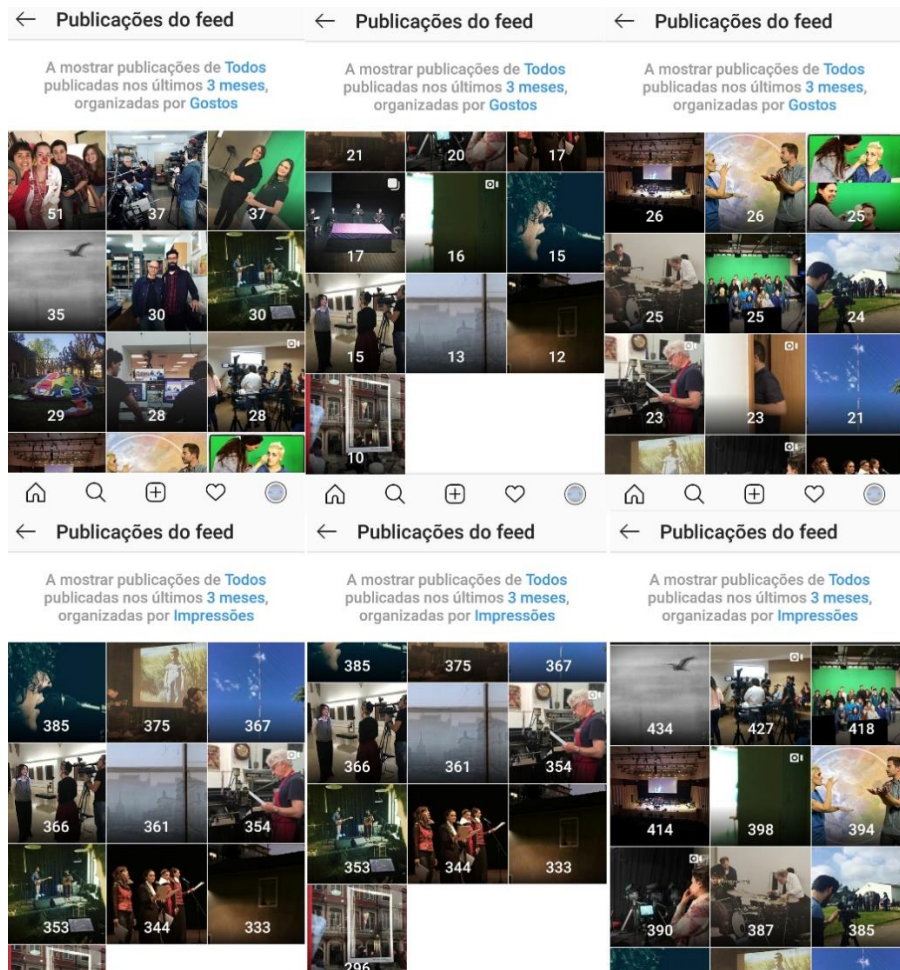 Publicações do feed
A mostrar publicações de Todos
publicadas nos últimos 3 meses,
organizadas por Gostos
51 37 37
35 30 30
29 28 28
Publicações do feed
A mostrar publicações de Todos
publicadas nos últimos 3 meses,
organizadas por Gostos
21 20 17
17 16 15
15 13 12
10
Publicações do feed
A mostrar publicações de Todos
publicadas nos últimos 3 meses,
organizadas por Gostos
26 26 25
25 25 24
23 23 21
Publicações do feed
A mostrar publicações de Todos
publicadas nos últimos 3 meses,
organizadas por Impressões
385 375 367
366 361 354
353 344 333
Publicações do feed
A mostrar publicações de Todos
publicadas nos últimos 3 meses,
organizadas por Impressões
385 375 367
366 361 354
353 344 333
296
Publicações do feed
A mostrar publicações de Todos
publicadas nos últimos 3 meses,
organizadas por Impressões
434 427 418
414 398 394
390 387 385